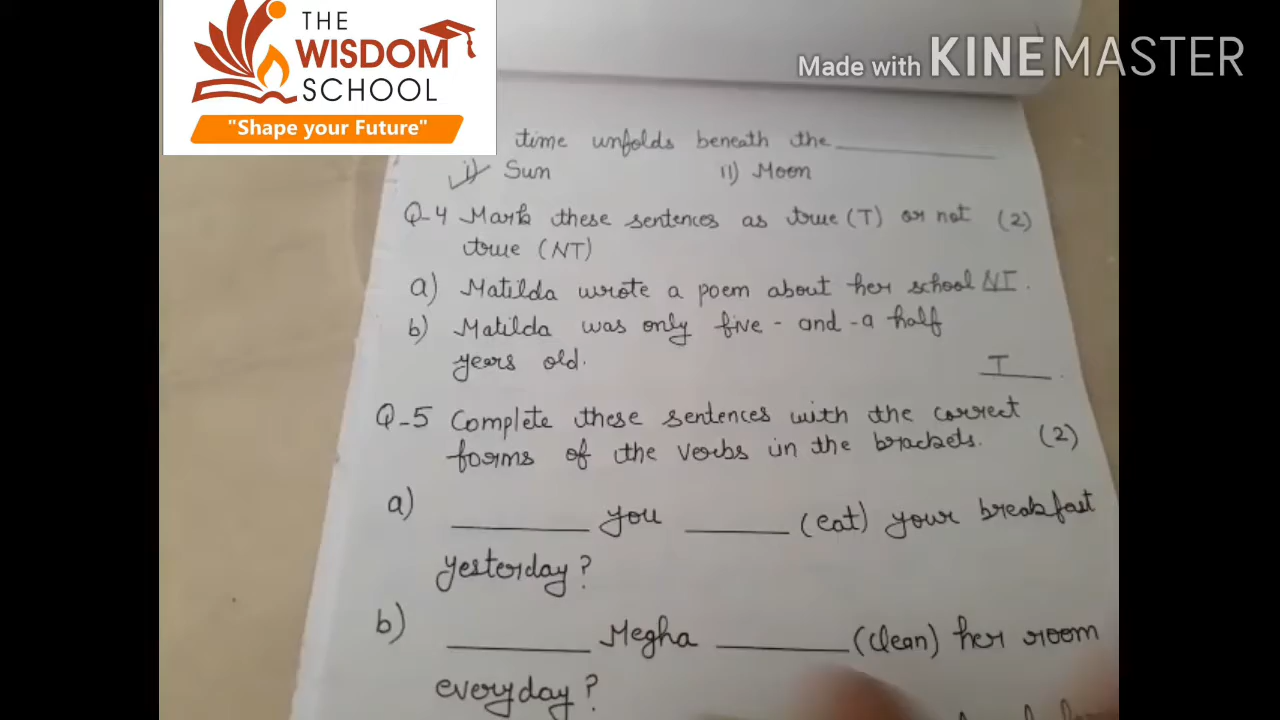 THE
WISDOM
SCHOOL
"Shape your Future"
Made with KINEMASTER
time unfolds beneath the ________
i) Sun ii) Moon
Q-4 Mark these sentences as true (T) or not (2)
true (NT)
a) Matilda wrote a poem about her school NT.
b) Matilda was only five - and - a half
years old. T.
Q-5 Complete these sentences with the correct
forms of the verbs in the brackets. (2)
a) ________ you ________ (eat) your breakfast
yesterday?
b) ________ Megha ________ (clean) her room
everyday?